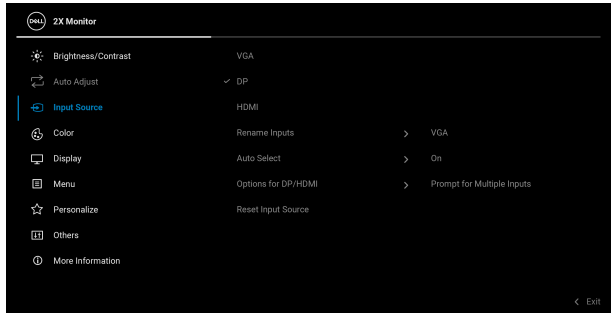 DELL 2X Monitor
Brightness/Contrast VGA
Auto Adjust DP
Input Source HDMI
Color Rename Inputs VGA
Display Auto Select On
Menu Options for DP/HDMI Prompt for Multiple Inputs
Personalize Reset Input Source
Others
More Information
Exit